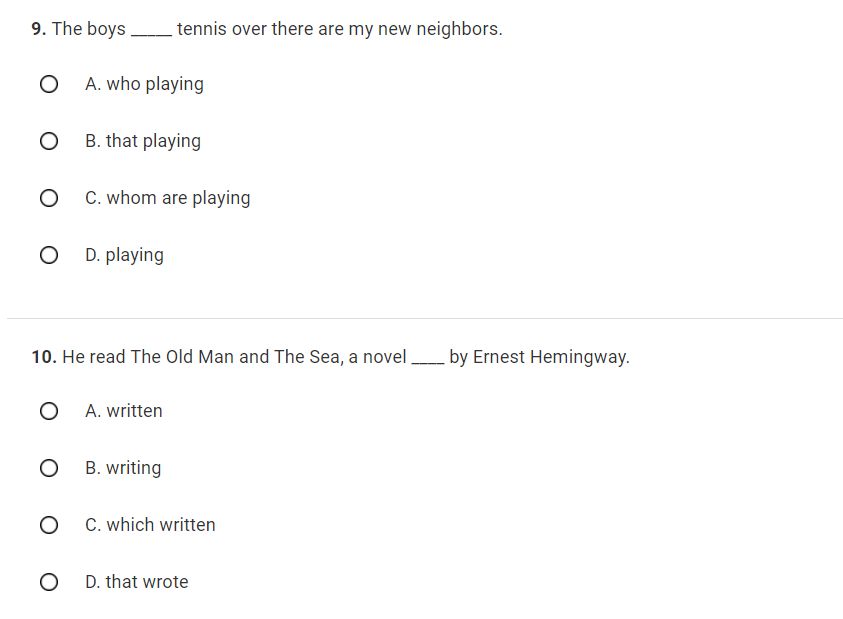 9. The boys _____ tennis over there are my new neighbors.
A. who playing
B. that playing
C. whom are playing
D. playing
10. He read The Old Man and The Sea, a novel ____ by Ernest Hemingway.
A. written
B. writing
C. which written
D. that wrote